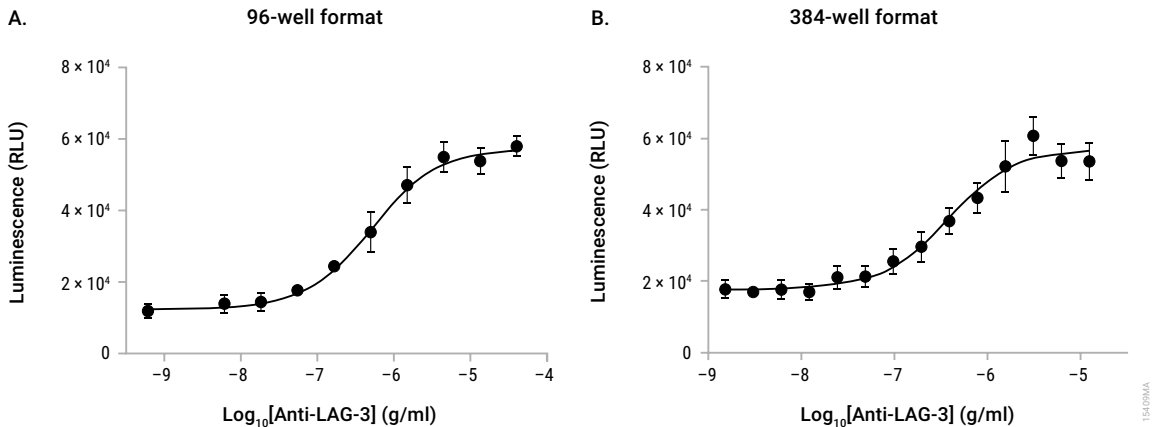 A.
96-well format
8 × 10⁴
6 × 10⁴
4 × 10⁴
2 × 10⁴
0
Luminescence (RLU)
−9 −8 −7 −6 −5 −4
Log₁₀[Anti-LAG-3] (g/ml)
B.
384-well format
8 × 10⁴
6 × 10⁴
4 × 10⁴
2 × 10⁴
0
Luminescence (RLU)
−9 −8 −7 −6 −5
Log₁₀[Anti-LAG-3] (g/ml)
15409MA